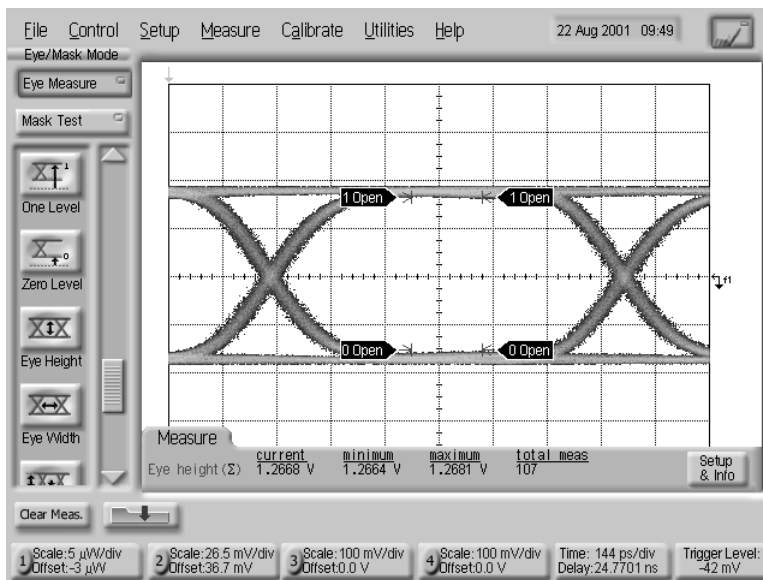 File Control Setup Measure Calibrate Utilities Help 22 Aug 2001 09:49
Eye/Mask Mode
Eye Measure
Mask Test
One Level
Zero Level
Eye Height
Eye Width
1 Open 1 Open
f1
0 Open 0 Open
Measure
current minimum maximum total meas
Eye height(Σ) 1.2668 V 1.2664 V 1.2681 V 107
Setup
& Info
Clear Meas.
1 Scale:5 µW/div
Offset:-3 µW
2 Scale:26.5 mV/div
Offset:36.7 mV
3 Scale:100 mV/div
Offset:0.0 V
4 Scale:100 mV/div
Offset:0.0 V
Time: 144 ps/div
Delay:24.7701 ns
Trigger Level:
-42 mV